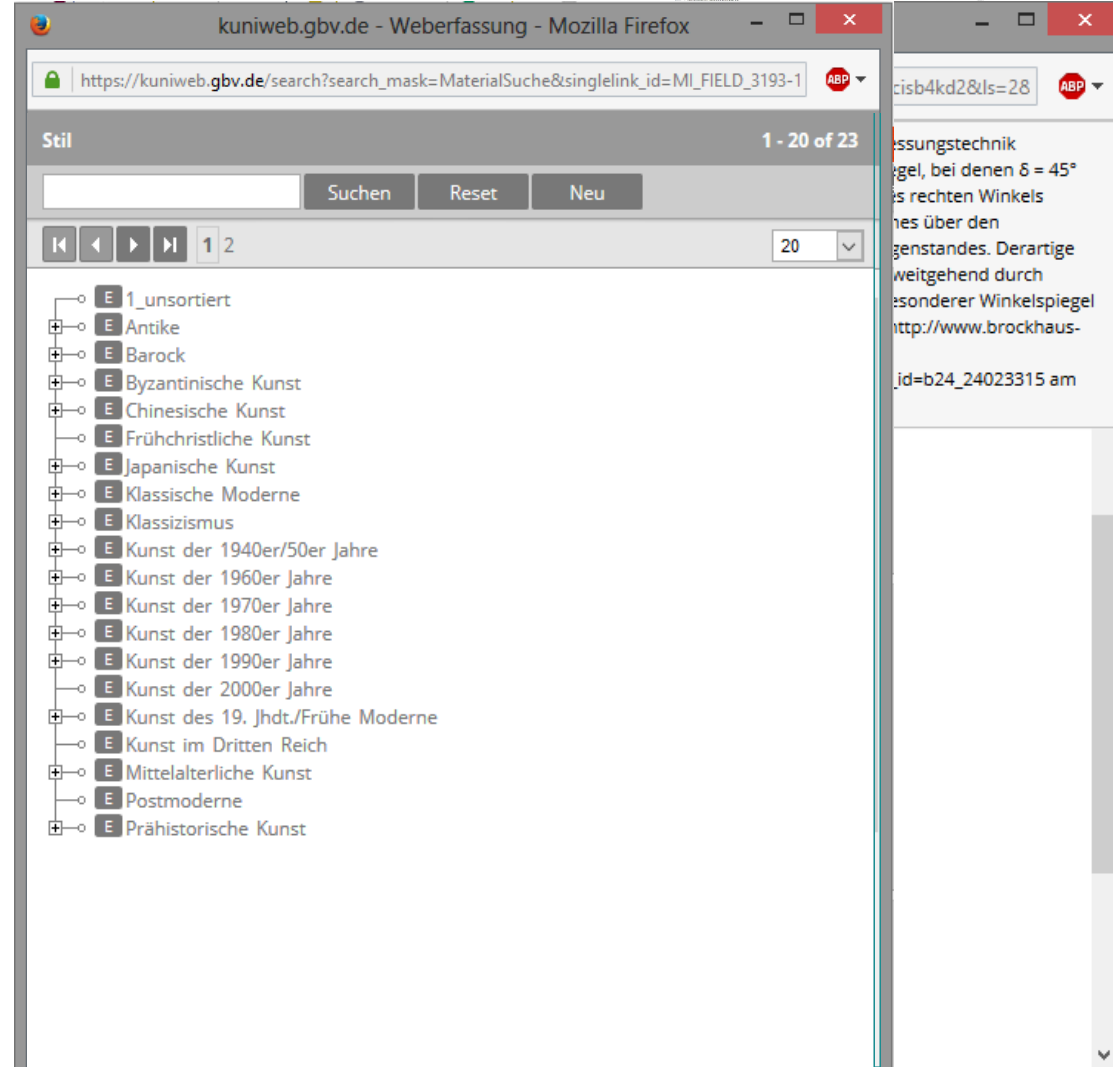 kuniweb.gbv.de - Weberfassung - Mozilla Firefox
https://kuniweb.gbv.de/search?search_mask=MaterialSuche&singlelink_id=MI_FIELD_3193-1
ABP
Stil 1 - 20 of 23
Suchen Reset Neu
1 2 20
E 1_unsortiert
E Antike
E Barock
E Byzantinische Kunst
E Chinesische Kunst
E Frühchristliche Kunst
E Japanische Kunst
E Klassische Moderne
E Klassizismus
E Kunst der 1940er/50er Jahre
E Kunst der 1960er Jahre
E Kunst der 1970er Jahre
E Kunst der 1980er Jahre
E Kunst der 1990er Jahre
E Kunst der 2000er Jahre
E Kunst des 19. Jhdt./Frühe Moderne
E Kunst im Dritten Reich
E Mittelalterliche Kunst
E Postmoderne
E Prähistorische Kunst
cisb4kd2&ls=28 ABP
essungstechnik
gel, bei denen δ = 45°
s rechten Winkels
nes über den
genstandes. Derartige
weitgehend durch
esonderer Winkelspiegel
http://www.brockhaus-
_id=b24_24023315 am